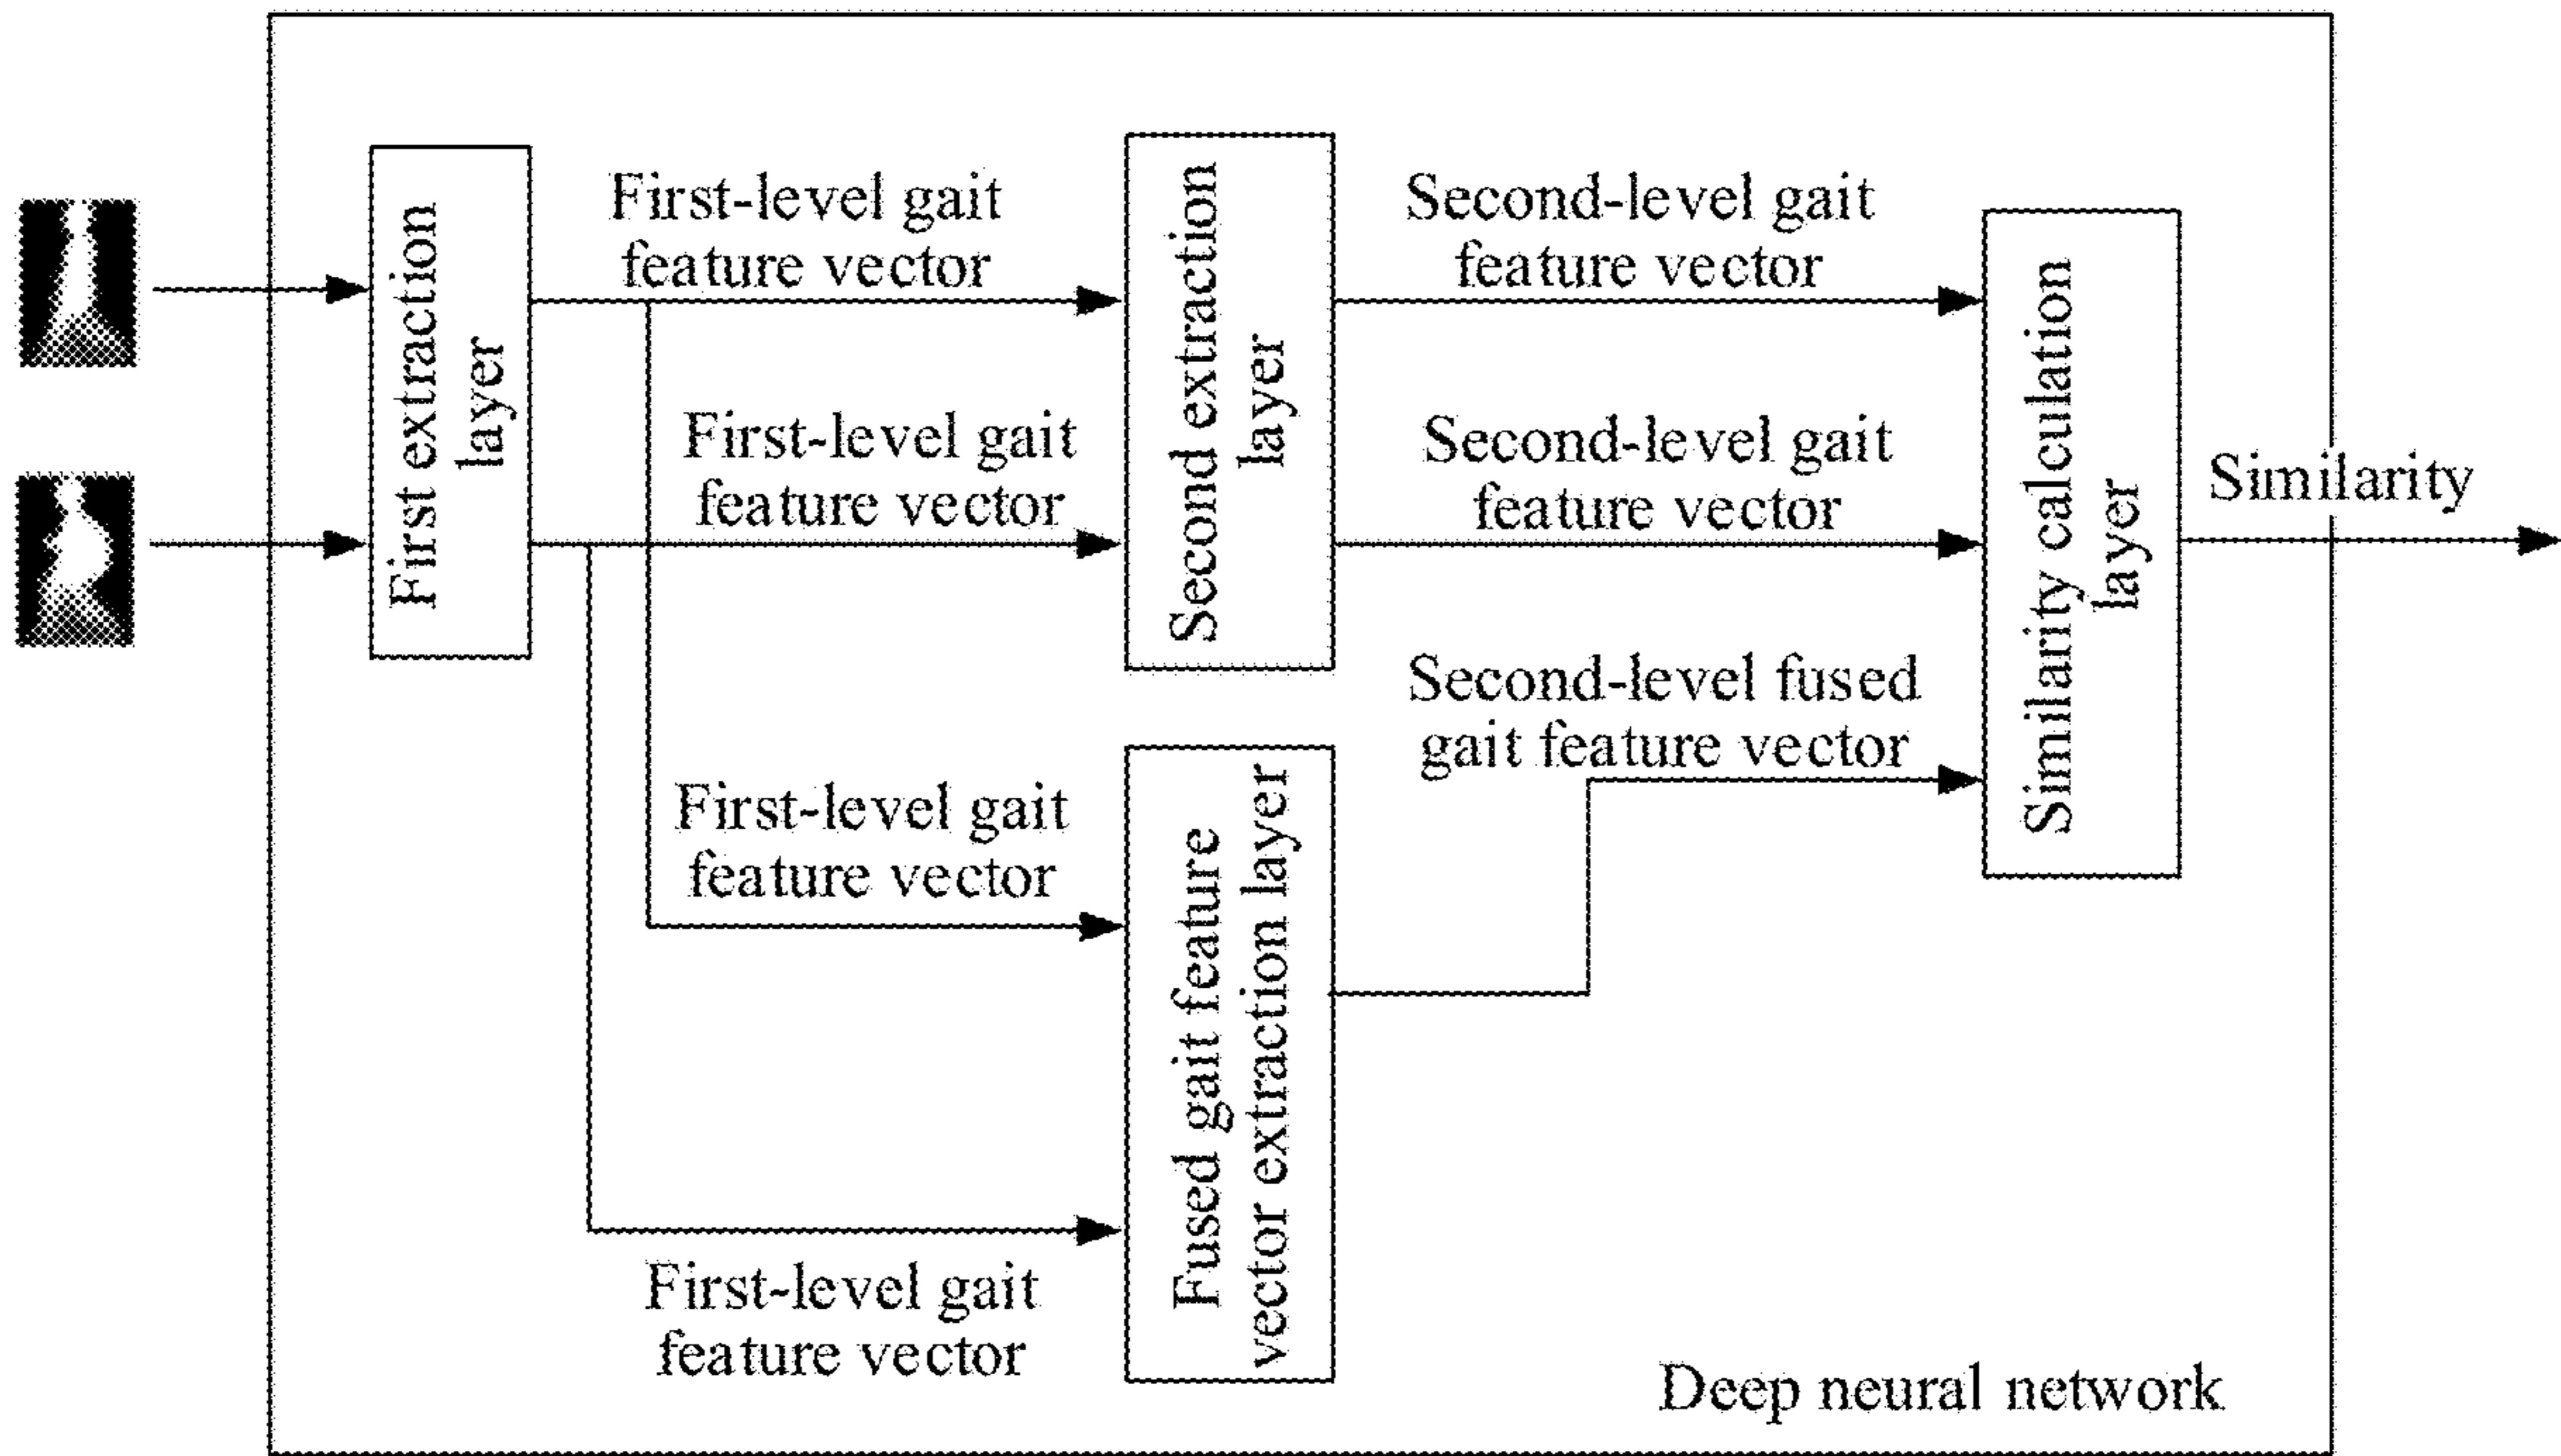 First extraction
layer
First-level gait
feature vector
First-level gait
feature vector
First-level gait
feature vector
First-level gait
feature vector
Second extraction
layer
Fused gait feature
vector extraction layer
Second-level gait
feature vector
Second-level gait
feature vector
Second-level fused
gait feature vector
Similarity calculation
layer
Similarity
Deep neural network